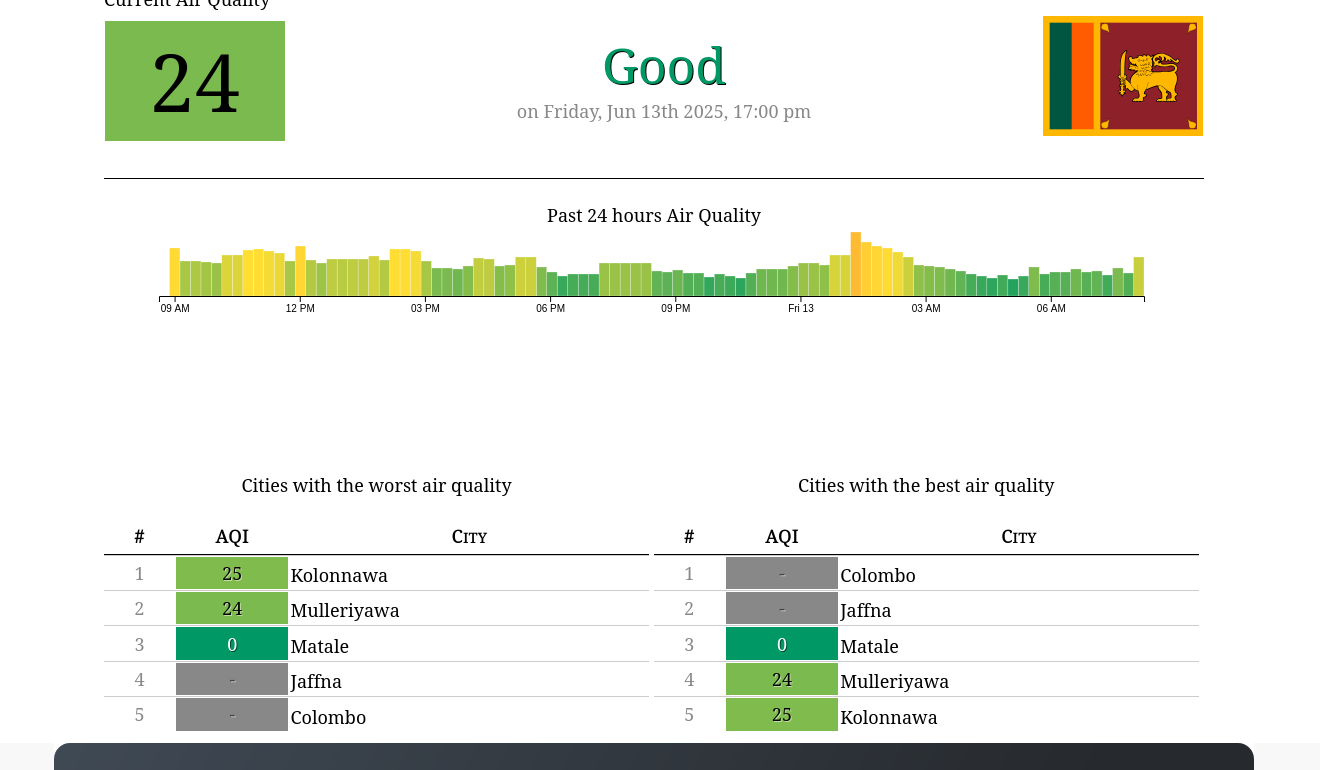 Current Air Quality
24
Good
on Friday, Jun 13th 2025, 17:00 pm
Past 24 hours Air Quality
09 AM 12 PM 03 PM 06 PM 09 PM Fri 13 03 AM 06 AM
Cities with the worst air quality
# AQI City
1 25 Kolonnawa
2 24 Mulleriyawa
3 0 Matale
4 - Jaffna
5 - Colombo
Cities with the best air quality
# AQI City
1 - Colombo
2 - Jaffna
3 0 Matale
4 24 Mulleriyawa
5 25 Kolonnawa